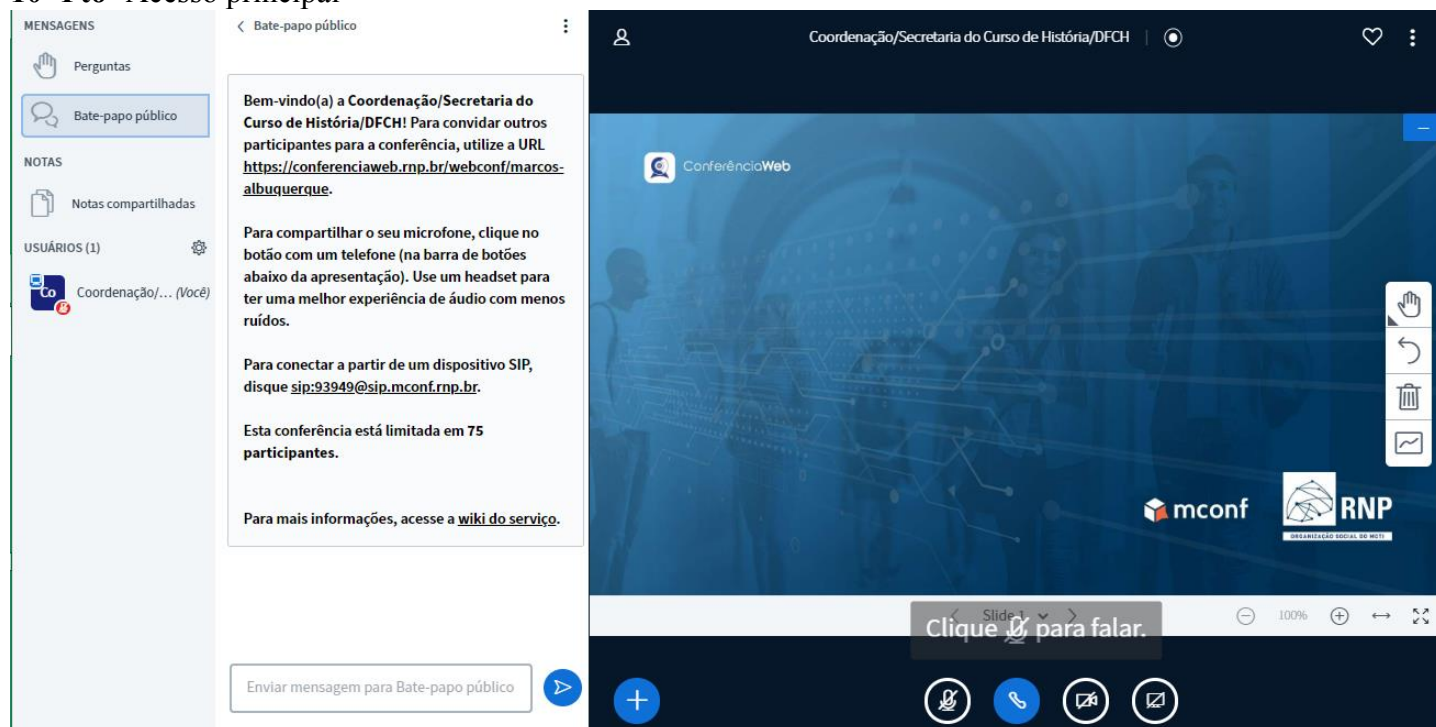 MENSAGENS
Perguntas
Bate-papo público
NOTAS
Notas compartilhadas
USUÁRIOS (1)
Co
Coordenação/... (Você)
Bate-papo público
Bem-vindo(a) a Coordenação/Secretaria do
Curso de História/DFCH! Para convidar outros
participantes para a conferência, utilize a URL
https://conferenciaweb.rnp.br/webconf/marcos-
albuquerque.
Para compartilhar o seu microfone, clique no
botão com um telefone (na barra de botões
abaixo da apresentação). Use um headset para
ter uma melhor experiência de áudio com menos
ruídos.
Para conectar a partir de um dispositivo SIP,
disque sip:93949@sip.mconf.rnp.br.
Esta conferência está limitada em 75
participantes.
Para mais informações, acesse a wiki do serviço.
Enviar mensagem para Bate-papo público
Coordenação/Secretaria do Curso de História/DFCH
ConferênciaWeb
mconf
RNP
ORGANIZAÇÃO SOCIAL DO MCTI
Slide 1
100%
Clique para falar.